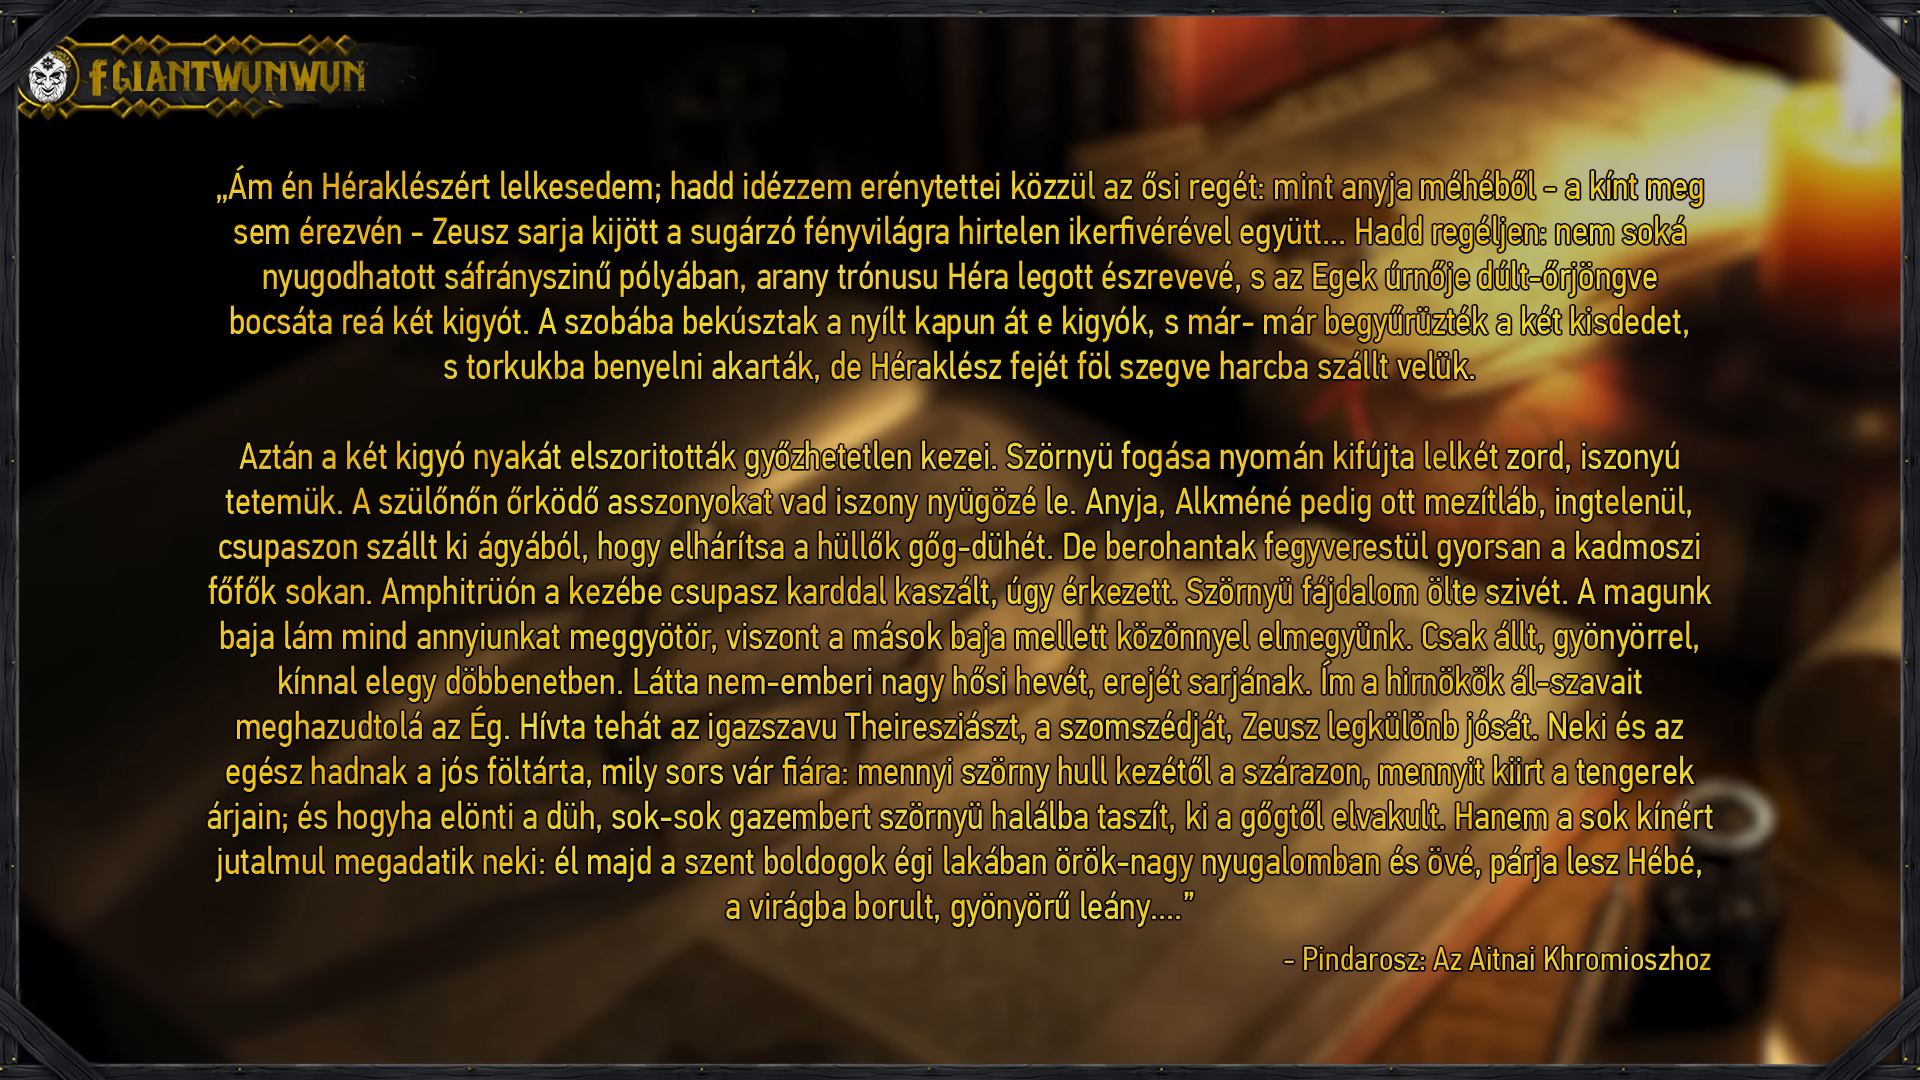 FGIANTWUNWUN
„Ám én Héraklészért lelkesedem; hadd idézzem erénytettei közzül az ősi regét: mint anyja méhéből - a kínt meg
sem érezvén - Zeusz sarja kijött a sugárzó fényvilágra hirtelen ikerfivérével együtt... Hadd regéljen: nem soká
nyugodhatott sáfrányszinű pólyában, arany trónusu Héra legott észrevevé, s az Egek úrnője dúlt-őrjöngve
bocsáta reá két kigyót. A szobába bekúsztak a nyílt kapun át e kigyók, s már- már begyűrüzték a két kisdedet,
s torkukba benyelni akarták, de Héraklész fejét föl szegve harcba szállt velük.
Aztán a két kigyó nyakát elszoritották győzhetetlen kezei. Szörnyü fogása nyomán kifújta lelkét zord, iszonyú
tetemük. A szülőnőn őrködő asszonyokat vad iszony nyügözé le. Anyja, Alkméné pedig ott mezítláb, ingtelenül,
csupaszon szállt ki ágyából, hogy elhárítsa a hüllők gőg-dühét. De berohantak fegyverestül gyorsan a kadmoszi
főfők sokan. Amphitrüón a kezébe csupasz karddal kaszált, úgy érkezett. Szörnyü fájdalom ölte szivét. A magunk
baja lám mind annyiunkat meggyötör, viszont a mások baja mellett közönnyel elmegyünk. Csak állt, gyönyörrel,
kínnal elegy döbbenetben. Látta nem-emberi nagy hősi hevét, erejét sarjának. Ím a hirnökök ál-szavait
meghazudtolá az Ég. Hívta tehát az igazszavu Theiresziászt, a szomszédját, Zeusz legkülönb jósát. Neki és az
egész hadnak a jós föltárta, mily sors vár fiára: mennyi szörny hull kezétől a szárazon, mennyit kiirt a tengerek
árjain; és hogyha elönti a düh, sok-sok gazembert szörnyü halálba taszít, ki a gőgtől elvakult. Hanem a sok kínért
jutalmul megadatik neki: él majd a szent boldogok égi lakában örök-nagy nyugalomban és övé, párja lesz Hébé,
a virágba borult, gyönyörű leány....”
- Pindarosz: Az Aitnai Khromioszhoz